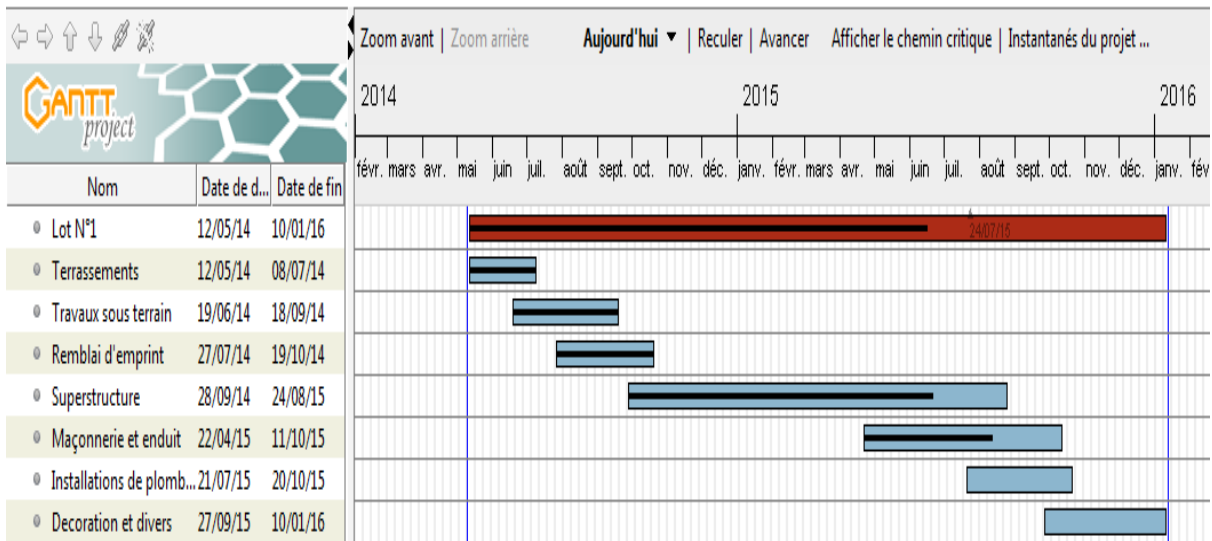 Zoom avant | Zoom arrière Aujourd'hui ▼ | Reculer | Avancer Afficher le chemin critique | Instantanés du projet ...
GANTT
project
2014 2015 2016
févr. mars avr. mai juin juil. août sept. oct. nov. déc. janv. févr. mars avr. mai juin juil. août sept. oct. nov. déc. janv. fév
Nom Date de d... Date de fin
Lot N°1 12/05/14 10/01/16
24/07/15
Terrassements 12/05/14 08/07/14
Travaux sous terrain 19/06/14 18/09/14
Remblai d'emprint 27/07/14 19/10/14
Superstructure 28/09/14 24/08/15
Maçonnerie et enduit 22/04/15 11/10/15
Installations de plomb... 21/07/15 20/10/15
Decoration et divers 27/09/15 10/01/16